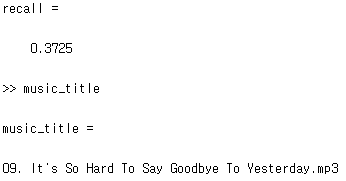 recall =
0.3725
>> music_title
music_title =
09. It's So Hard To Say Goodbye To Yesterday.mp3